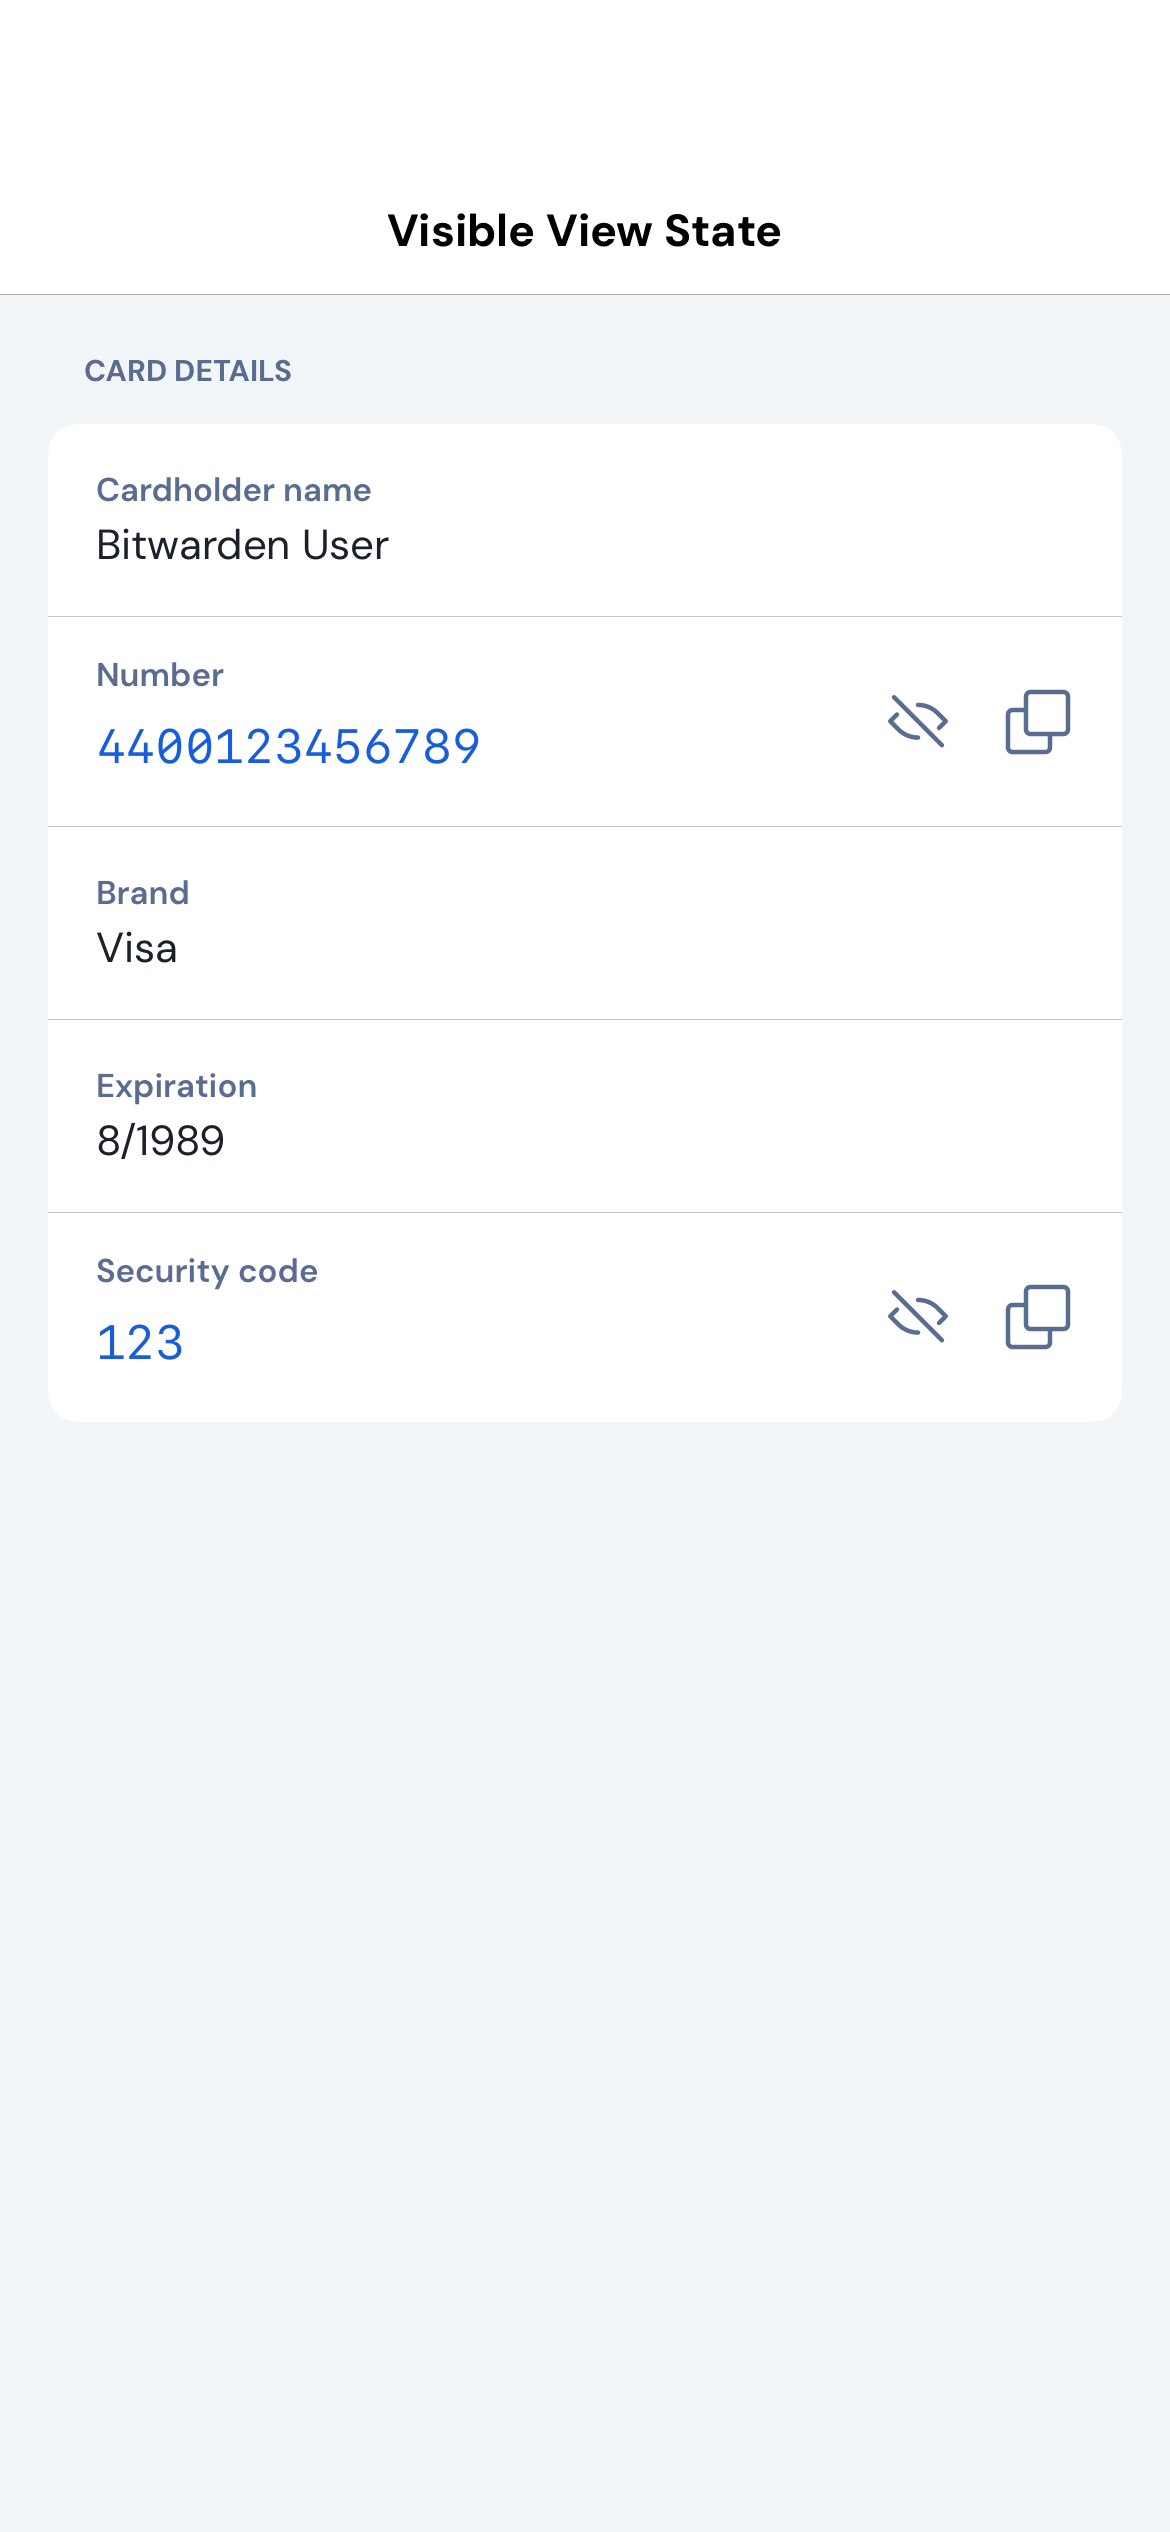 Visible View State
CARD DETAILS
Cardholder name
Bitwarden User
Number
4400123456789
Brand
Visa
Expiration
8/1989
Security code
123